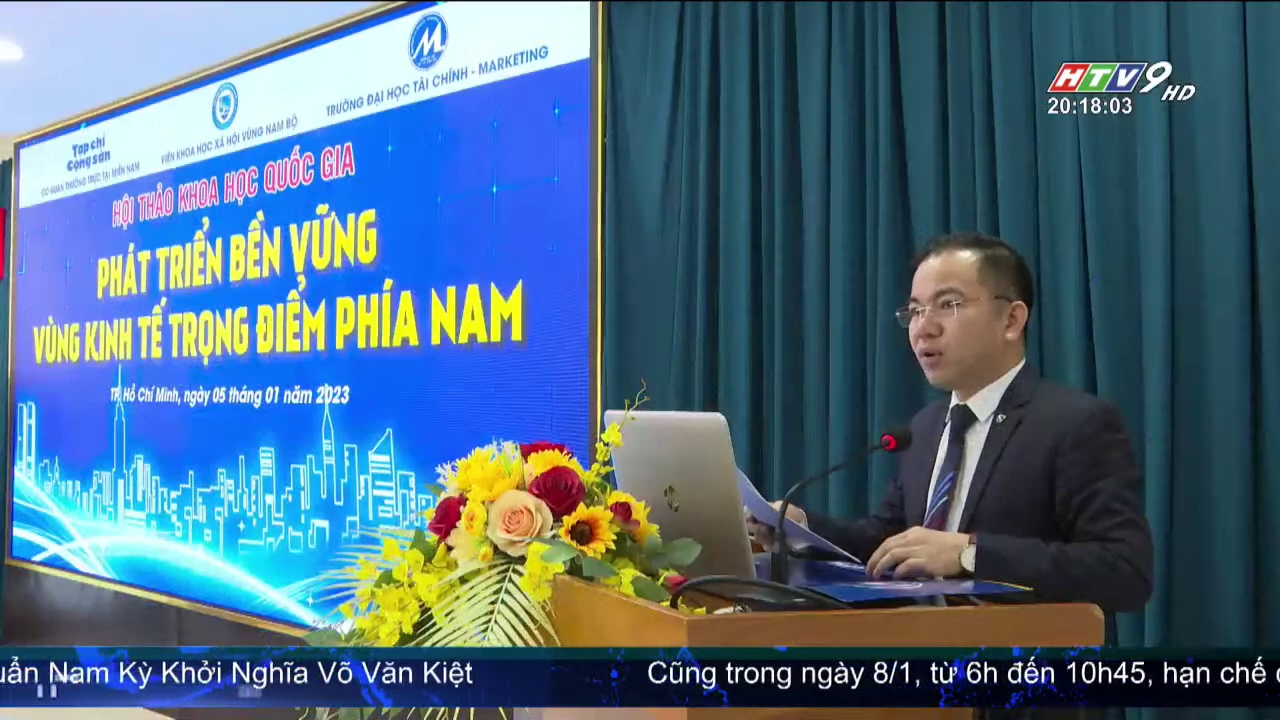 HTV9 HD
20:18:03
Tạp chí
Cộng sản
CƠ QUAN THƯỜNG TRỰC TẠI MIỀN NAM
VIỆN KHOA HỌC XÃ HỘI VÙNG NAM BỘ
TRƯỜNG ĐẠI HỌC TÀI CHÍNH - MARKETING
HỘI THẢO KHOA HỌC QUỐC GIA
PHÁT TRIỂN BỀN VỮNG
VÙNG KINH TẾ TRỌNG ĐIỂM PHÍA NAM
TP. Hồ Chí Minh, ngày 05 tháng 01 năm 2023
uẩn Nam Kỳ Khởi Nghĩa Võ Văn Kiệt
Cũng trong ngày 8/1, từ 6h đến 10h45, hạn chế